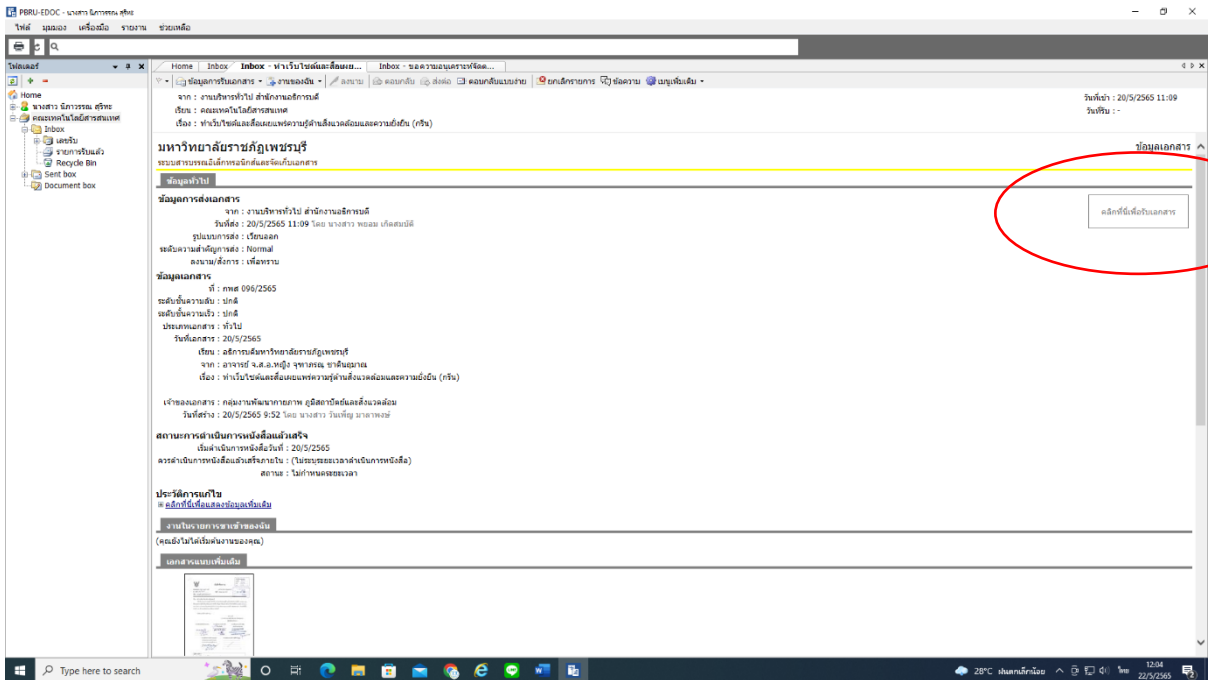 PBRU-EDOC - นางสาว นิภาวรรณ สุริทะ
ไฟล์ มุมมอง เครื่องมือ รายงาน ช่วยเหลือ
โฟลเดอร์
Home
นางสาว นิภาวรรณ สุริทะ
คณะเทคโนโลยีสารสนเทศ
Inbox
เลขรับ
รายการรับแล้ว
Recycle Bin
Sent box
Document box
Home Inbox Inbox - ทำเว็บไซต์และสื่อเผย... Inbox - ขอความอนุเคราะห์จัด...
ข้อมูลการรับเอกสาร งานของฉัน ลงนาม ตอบกลับ ส่งต่อ ตอบกลับแบบง่าย ยกเลิกรายการ ข้อความ เมนูเพิ่มเติม
จาก : งานบริหารทั่วไป สำนักงานอธิการบดี
วันที่เข้า : 20/5/2565 11:09
เรียน : คณะเทคโนโลยีสารสนเทศ
วันที่รับ : -
เรื่อง : ทำเว็บไซต์และสื่อเผยแพร่ความรู้ด้านสิ่งแวดล้อมและความยั่งยืน (กรีน)
มหาวิทยาลัยราชภัฏเพชรบุรี
ข้อมูลเอกสาร
ระบบสารบรรณอิเล็กทรอนิกส์และจัดเก็บเอกสาร
ข้อมูลทั่วไป
ข้อมูลการส่งเอกสาร
คลิกที่นี่เพื่อรับเอกสาร
จาก : งานบริหารทั่วไป สำนักงานอธิการบดี
วันที่ส่ง : 20/5/2565 11:09 โดย นางสาว พยอม เกิดสมบัติ
รูปแบบการส่ง : เวียนออก
ระดับความสำคัญการส่ง : Normal
ลงนาม/สั่งการ : เพื่อทราบ
ข้อมูลเอกสาร
ที่ : กพศ 096/2565
ระดับชั้นความลับ : ปกติ
ระดับชั้นความเร็ว : ปกติ
ประเภทเอกสาร : ทั่วไป
วันที่เอกสาร : 20/5/2565
เรียน : อธิการบดีมหาวิทยาลัยราชภัฏเพชรบุรี
จาก : อาจารย์ จ.ส.อ.หญิง จุฑาภรณ์ ชาตินฤมาณ
เรื่อง : ทำเว็บไซต์และสื่อเผยแพร่ความรู้ด้านสิ่งแวดล้อมและความยั่งยืน (กรีน)
เจ้าของเอกสาร : กลุ่มงานพัฒนากายภาพ ภูมิสถาปัตย์และสิ่งแวดล้อม
วันที่สร้าง : 20/5/2565 9:52 โดย นางสาว วันเพ็ญ มาลาพงษ์
สถานะการดำเนินการหนังสือแล้วเสร็จ
เริ่มดำเนินการหนังสือวันที่ : 20/5/2565
ควรดำเนินการหนังสือแล้วเสร็จภายใน : (ไม่ระบุระยะเวลาดำเนินการหนังสือ)
สถานะ : ไม่กำหนดระยะเวลา
ประวัติการแก้ไข
คลิกที่นี่เพื่อแสดงข้อมูลเพิ่มเติม
งานในรายการขาเข้าของฉัน
(คุณยังไม่ได้เริ่มต้นงานของคุณ)
เอกสารแนบเพิ่มเติม
Type here to search
28°C ฝนตกเล็กน้อย
ไทย
12:04
22/5/2565